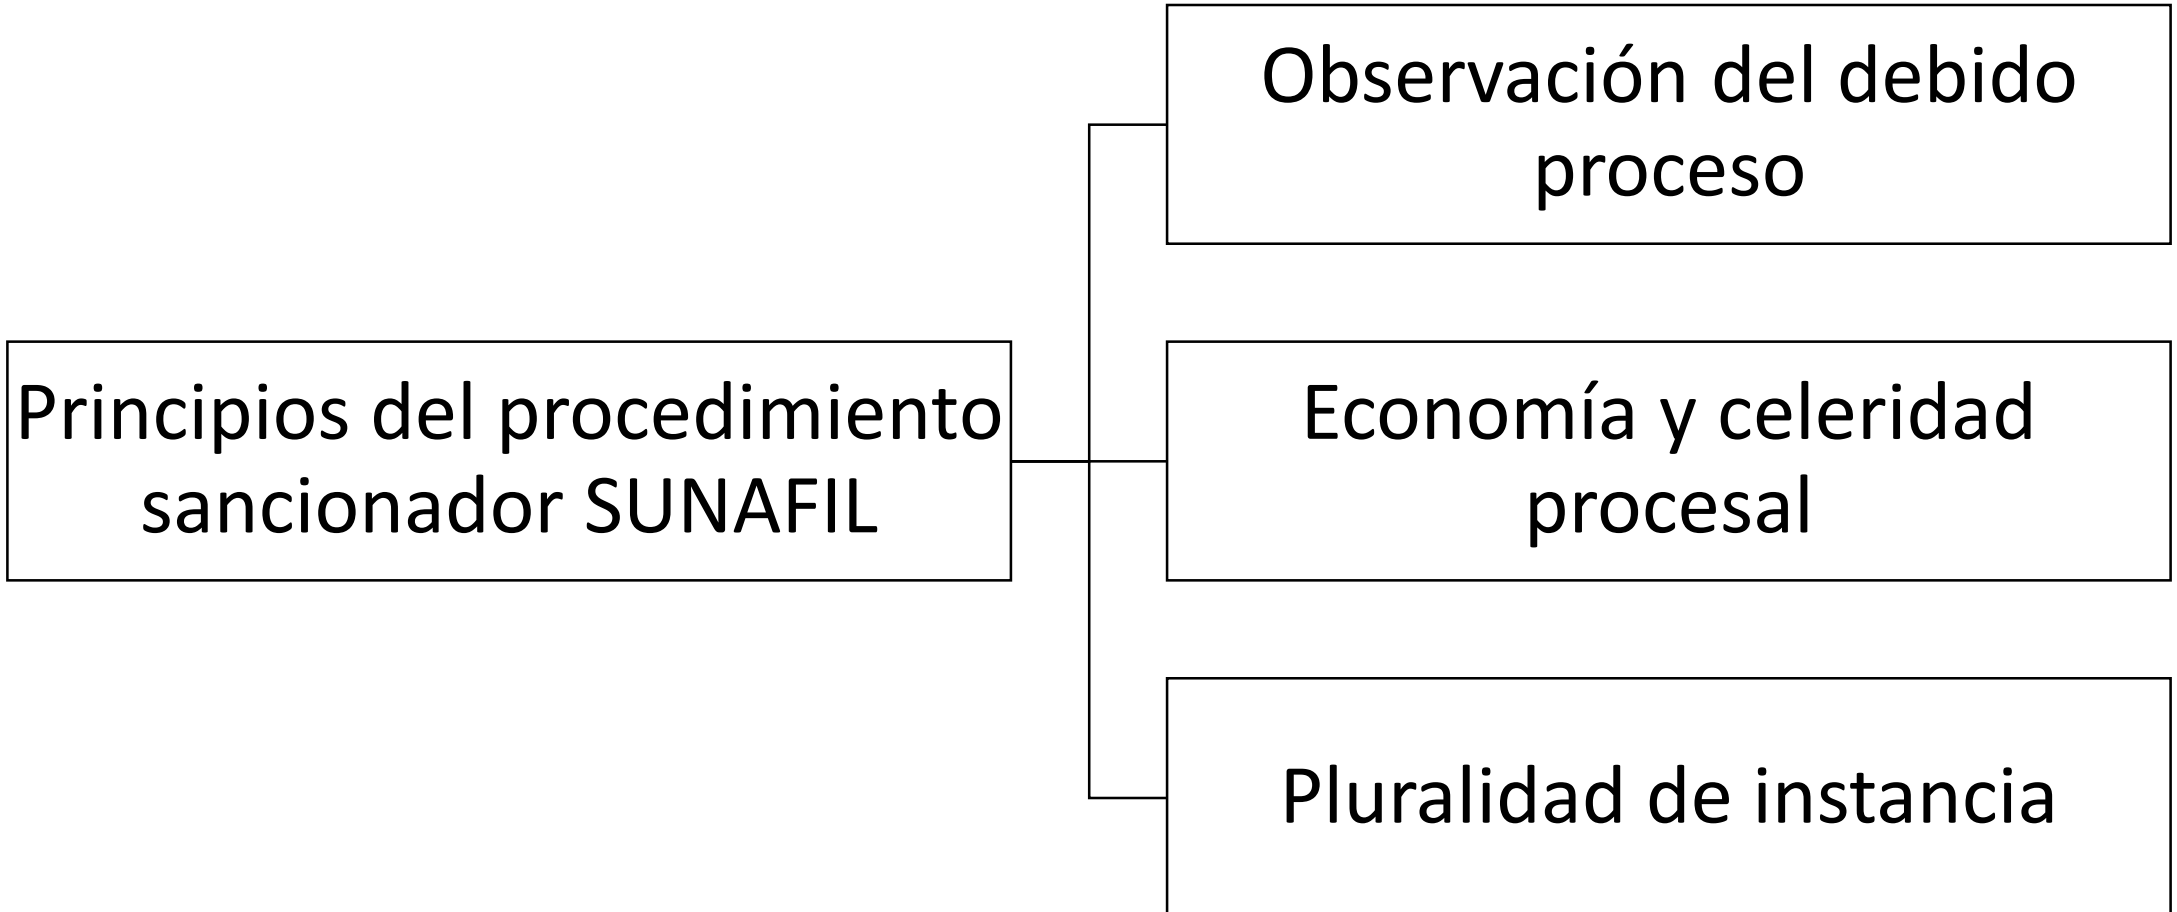 Observación del debido
proceso
Principios del procedimiento
sancionador SUNAFIL
Economía y celeridad
procesal
Pluralidad de instancia